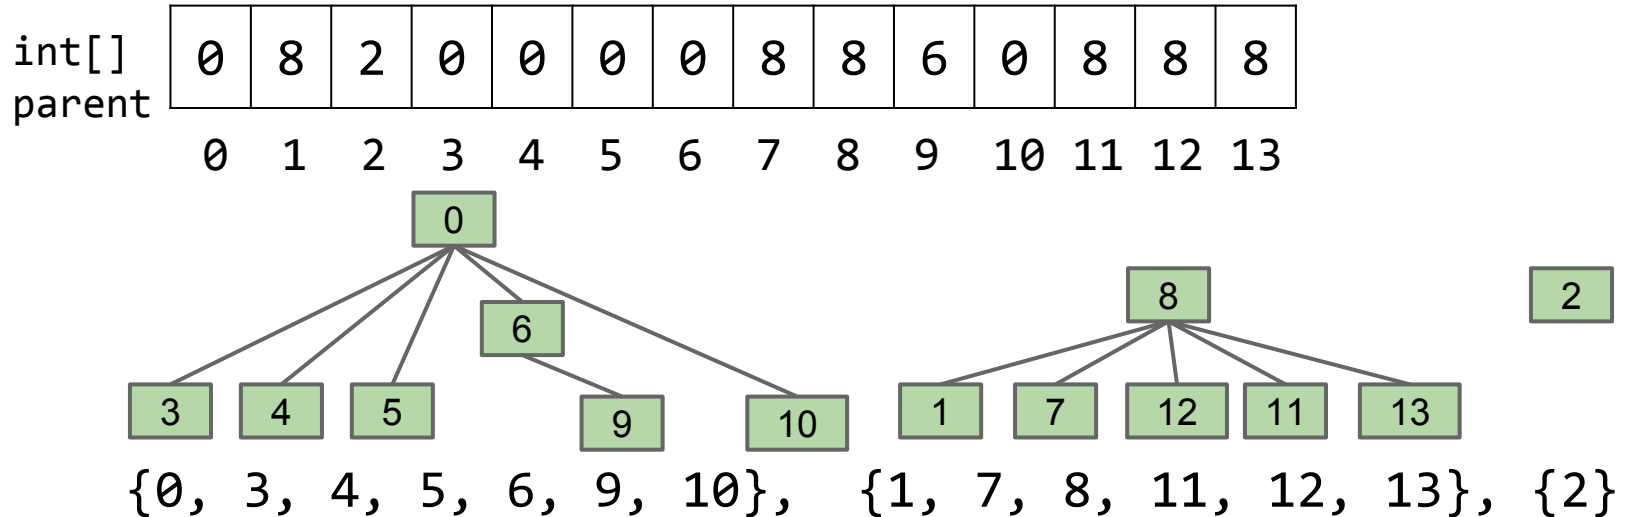 int[] 0 8 2 0 0 0 0 8 8 6 0 8 8 8
parent
0 1 2 3 4 5 6 7 8 9 10 11 12 13
0
8 2
6
3 4 5 9 10 1 7 12 11 13
{0, 3, 4, 5, 6, 9, 10}, {1, 7, 8, 11, 12, 13}, {2}